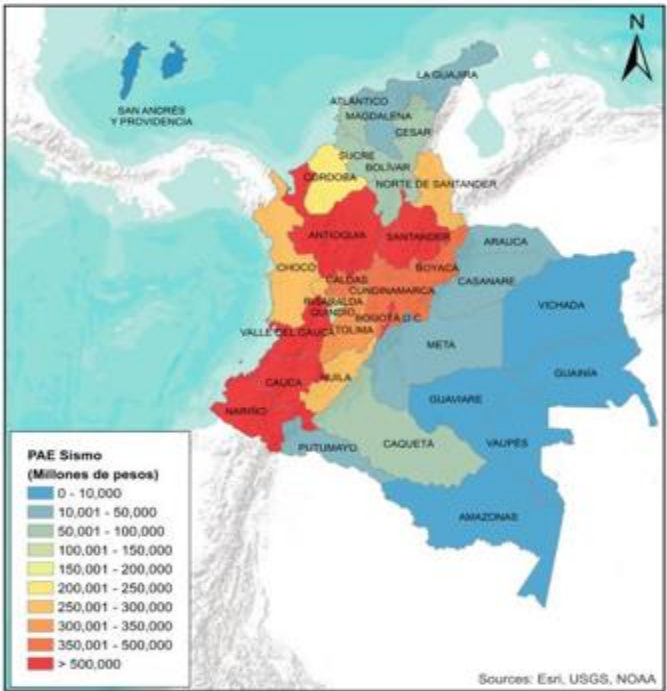 N
LA GUAJIRA
ATLÁNTICO
MAGDALENA
CESAR
SAN ANDRÉS
Y PROVIDENCIA
SUCRE
BOLÍVAR
CÓRDOBA
NORTE DE SANTANDER
ANTIOQUIA
SANTANDER
ARAUCA
CHOCÓ
BOYACÁ
CALDAS
CASANARE
CUNDINAMARCA
RISARALDA
QUINDÍO
BOGOTÁ D.C.
VICHADA
VALLE DEL CAUCA
TOLIMA
META
GUAINÍA
HUILA
CAUCA
GUAVIARE
NARIÑO
VAUPÉS
CAQUETÁ
PUTUMAYO
AMAZONAS
PAE Sismo
(Millones de pesos)
0 - 10,000
10,001 - 50,000
50,001 - 100,000
100,001 - 150,000
150,001 - 200,000
200,001 - 250,000
250,001 - 300,000
300,001 - 350,000
350,001 - 500,000
> 500,000
Sources: Esri, USGS, NOAA